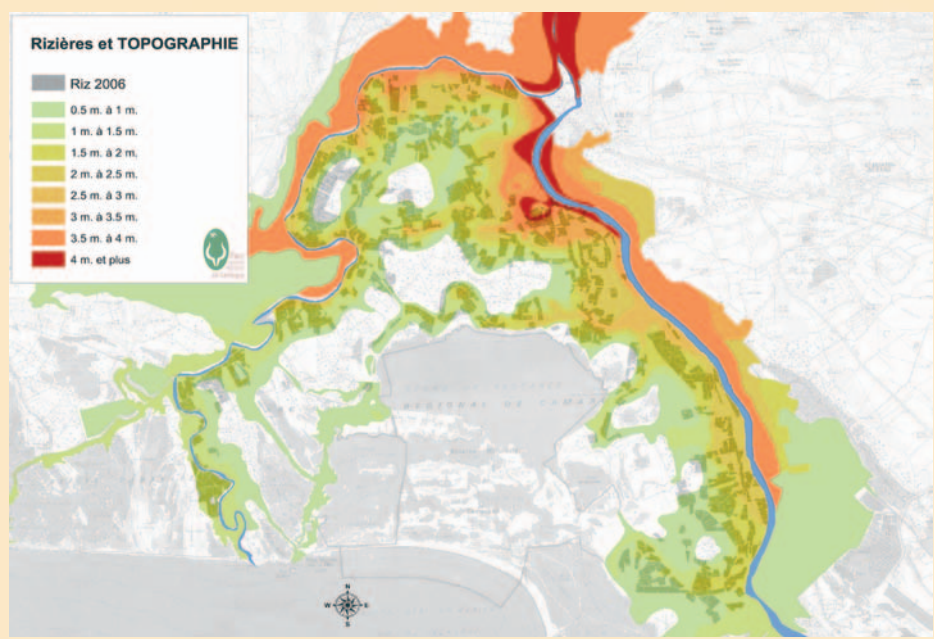 Rizières et TOPOGRAPHIE
Riz 2006
0.5 m. à 1 m.
1 m. à 1.5 m.
1.5 m. à 2 m.
2 m. à 2.5 m.
2.5 m. à 3 m.
3 m. à 3.5 m.
3.5 m. à 4 m.
4 m. et plus
N
W
E
S